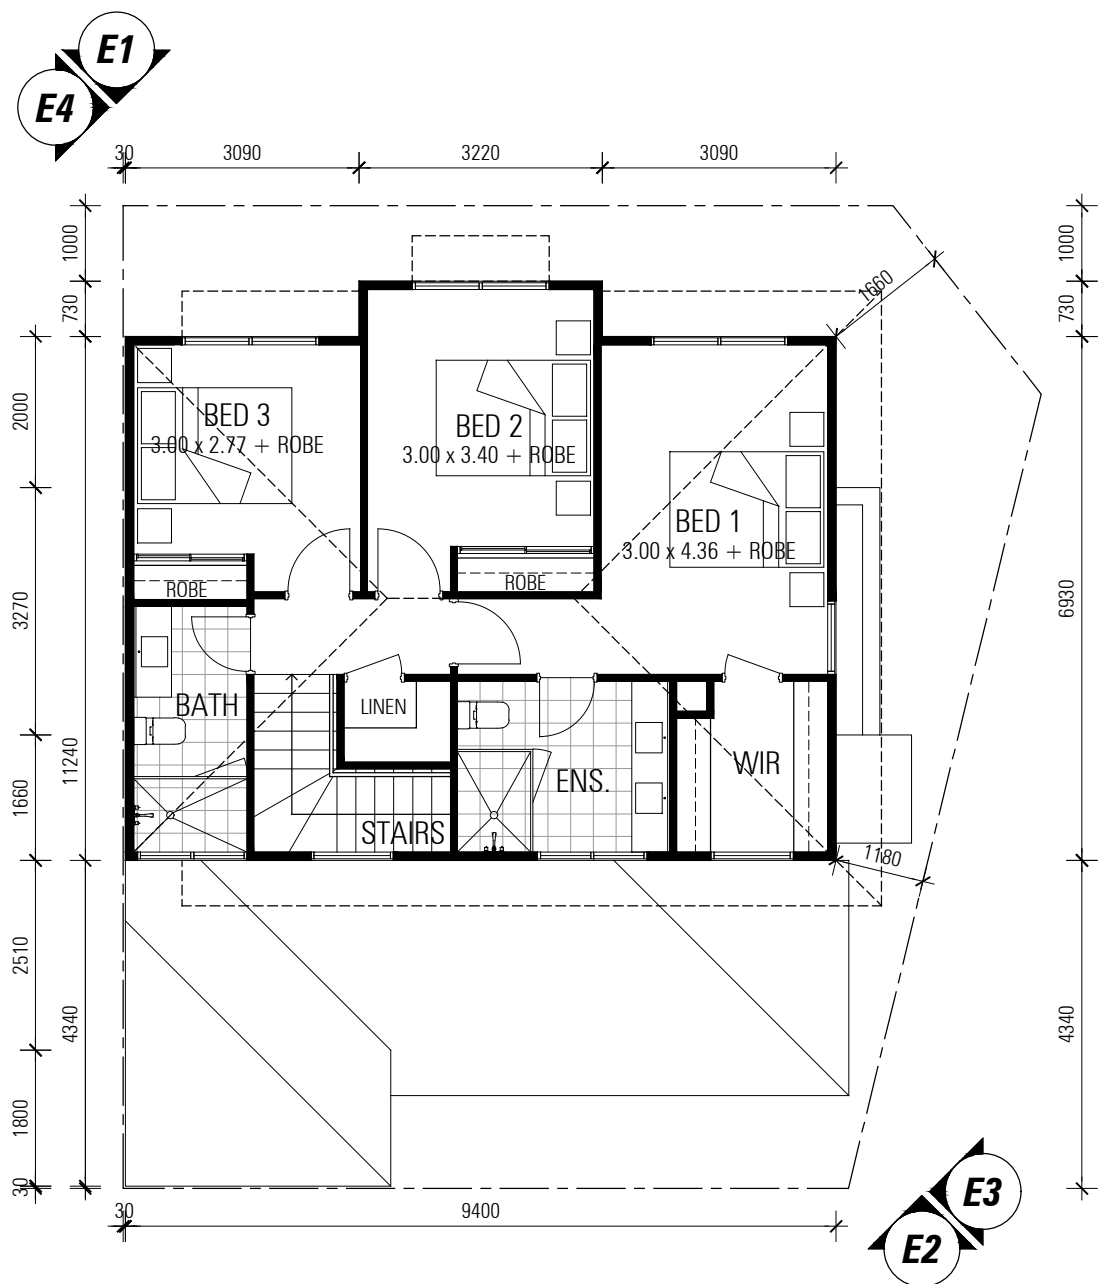 E1
E4
30
3090
3220
3090
1000
730
1000
730
1660
2000
BED 3
3.00 x 2.77 + ROBE
BED 2
3.00 x 3.40 + ROBE
BED 1
3.00 x 4.36 + ROBE
ROBE
ROBE
3270
6930
BATH
LINEN
11240
WIR
ENS.
1660
STAIRS
1180
2510
4340
4340
1800
30
30
9400
E3
E2